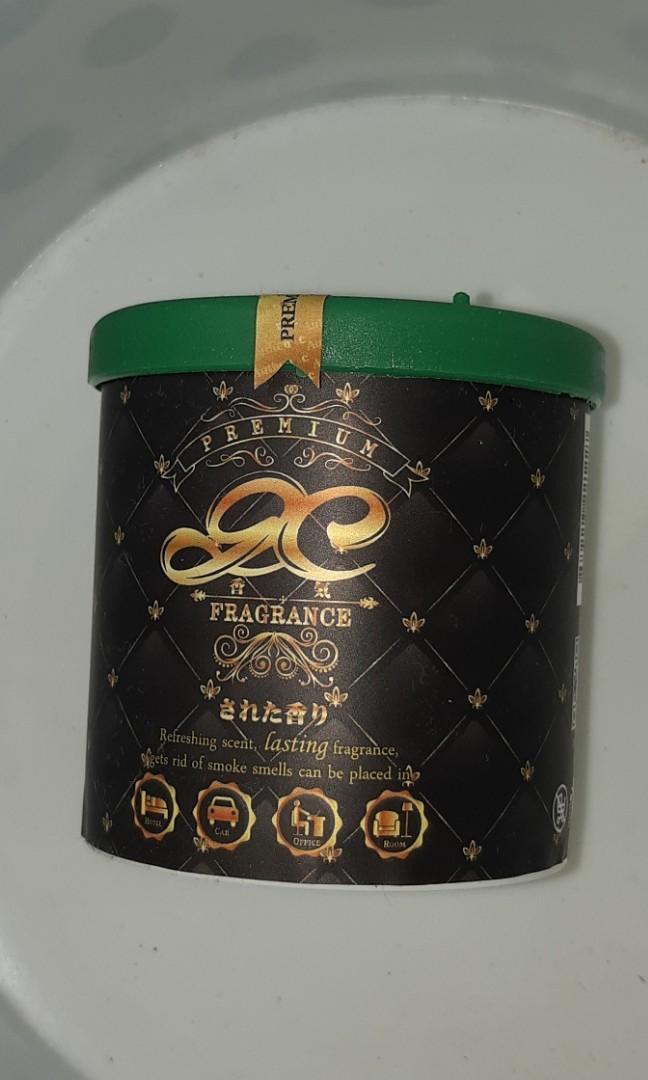 PREM
PREMIUM
GC
香 気
FRAGRANCE
された香り
Refreshing scent, lasting fragrance,
gets rid of smoke smells can be placed in
HOTEL
CAR
OFFICE
ROOM